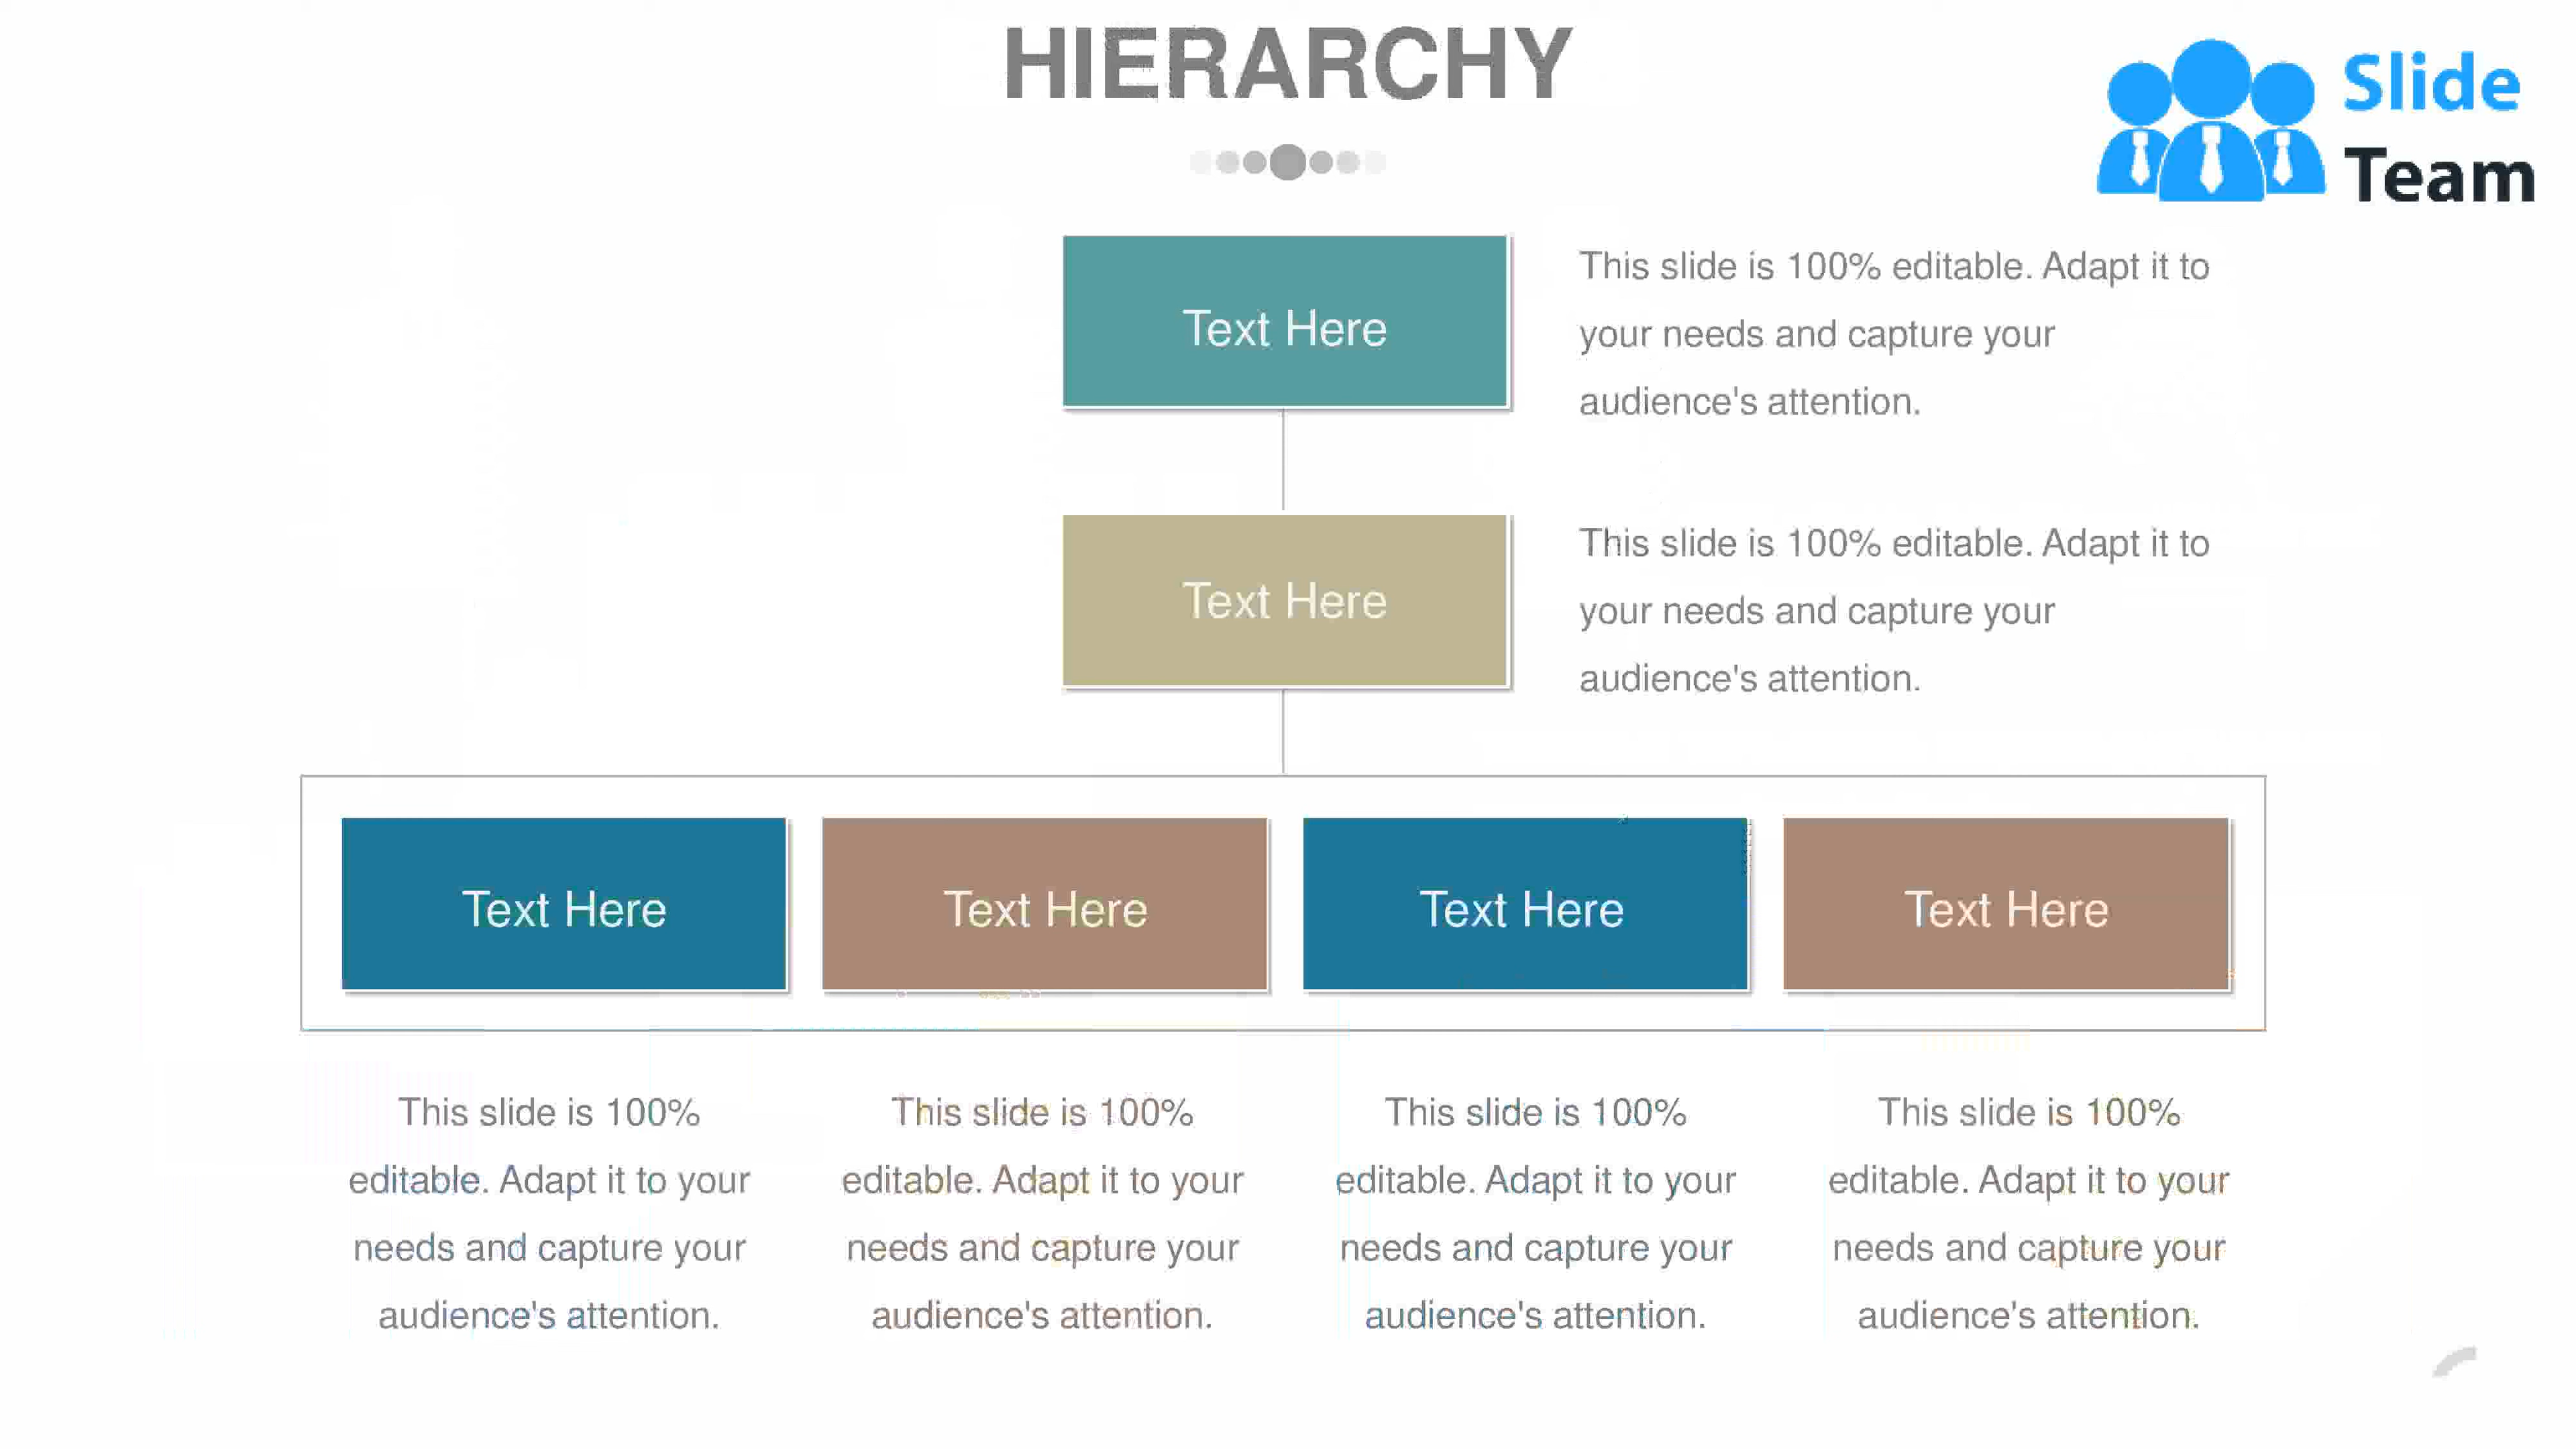 HIERARCHY
Slide
Team
Text Here
This slide is 100% editable. Adapt it to
your needs and capture your
audience's attention.
Text Here
This slide is 100% editable. Adapt it to
your needs and capture your
audience's attention.
Text Here
Text Here
Text Here
Text Here
This slide is 100%
editable. Adapt it to your
needs and capture your
audience's attention.
This slide is 100%
editable. Adapt it to your
needs and capture your
audience's attention.
This slide is 100%
editable. Adapt it to your
needs and capture your
audience's attention.
This slide is 100%
editable. Adapt it to your
needs and capture your
audience's attention.